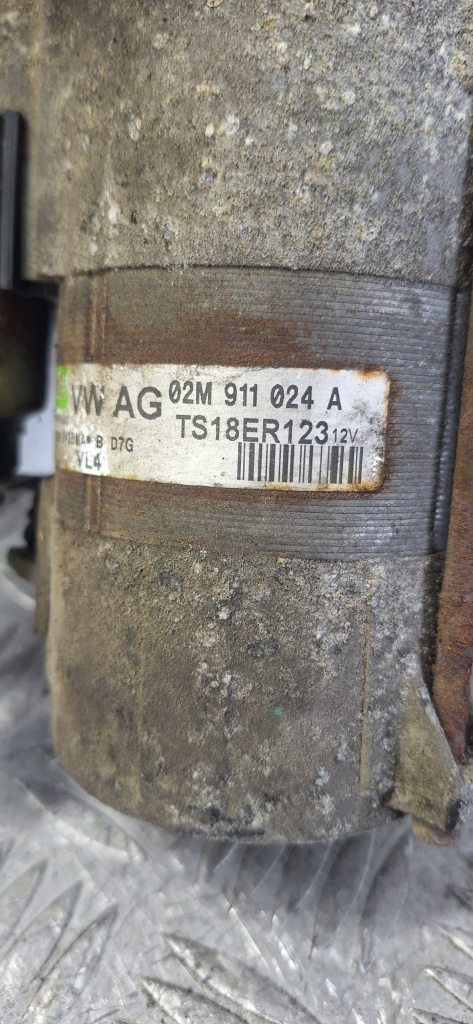 VW AG 02M 911 024 A
TS18ER123 12V
B D7G
VL4